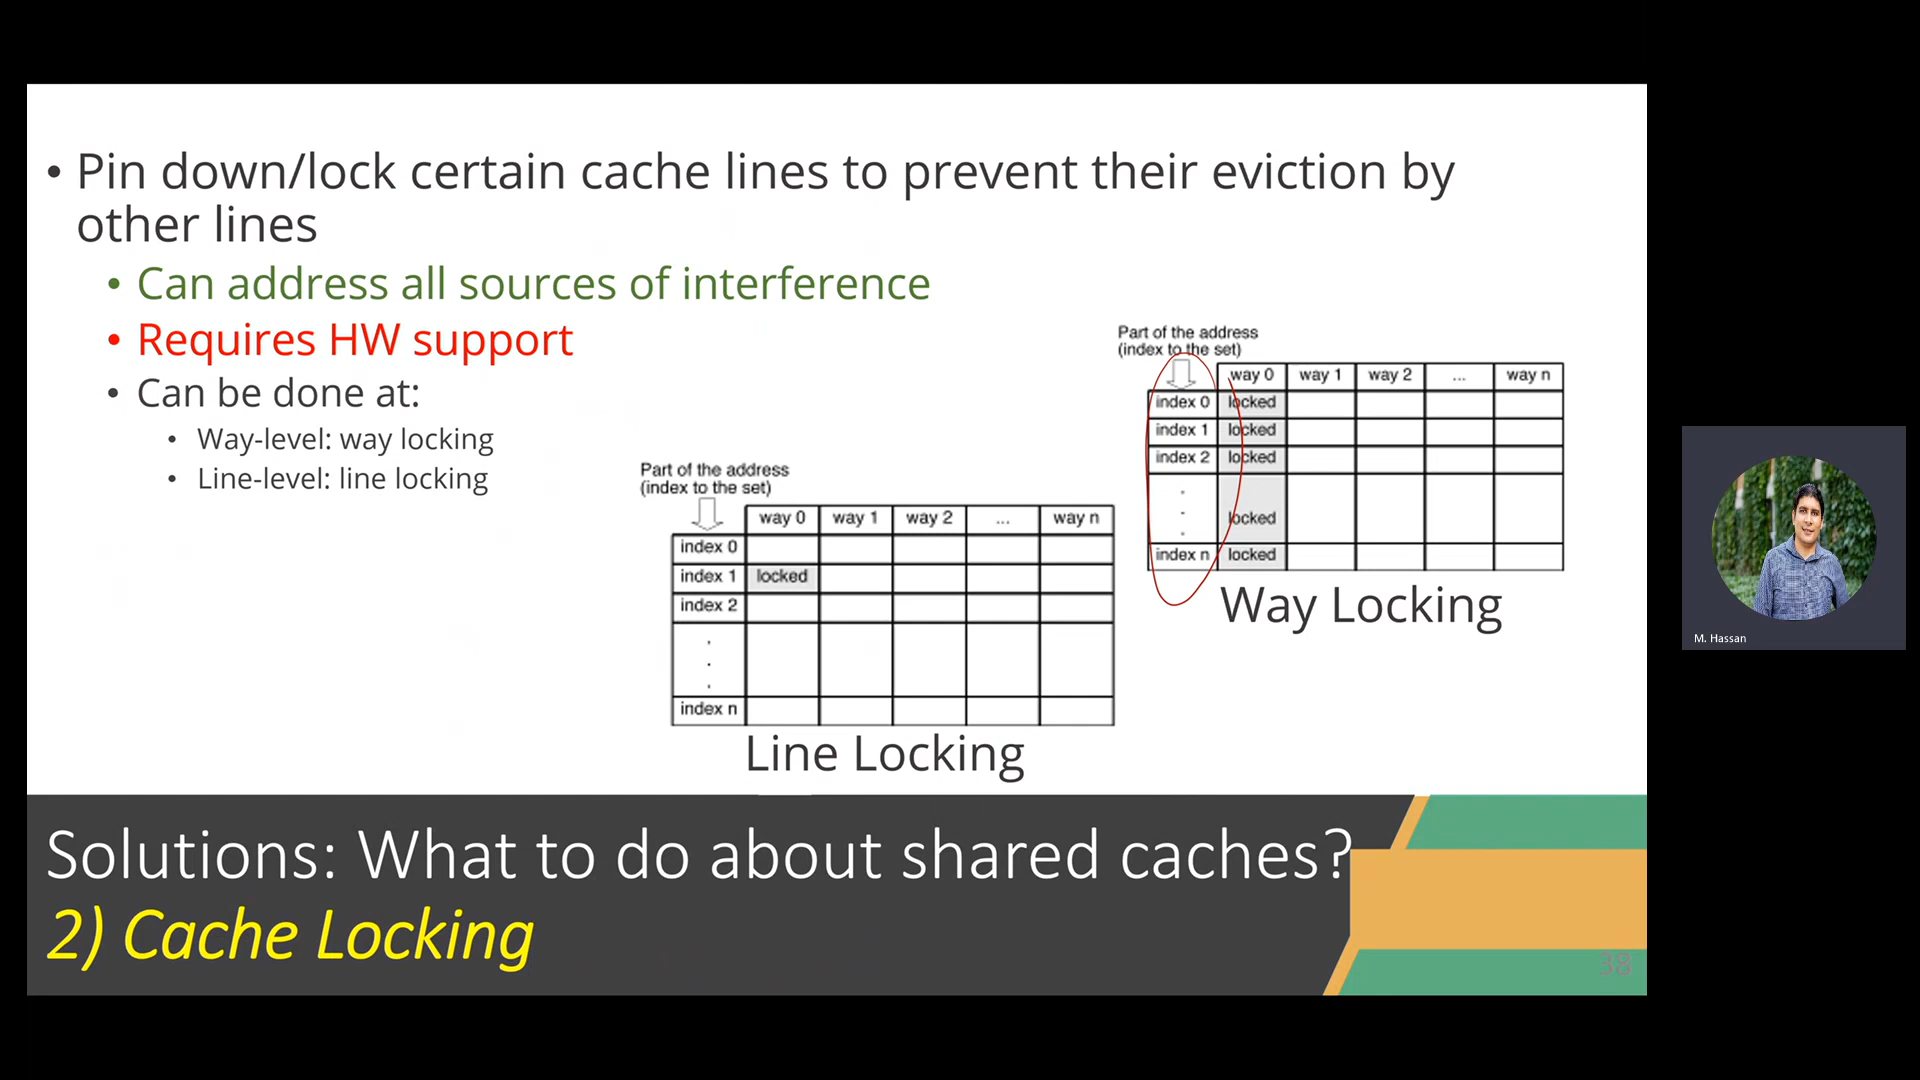 • Pin down/lock certain cache lines to prevent their eviction by
other lines
• Can address all sources of interference
• Requires HW support
• Can be done at:
• Way-level: way locking
• Line-level: line locking
Part of the address
(index to the set)
way 0 way 1 way 2 ... way n
index 0
index 1 locked
index 2
.
.
.
index n
Line Locking
Part of the address
(index to the set)
way 0 way 1 way 2 ... way n
index 0 locked
index 1 locked
index 2 locked
.
.
. locked
index n locked
Way Locking
M. Hassan
Solutions: What to do about shared caches?
2) Cache Locking
38